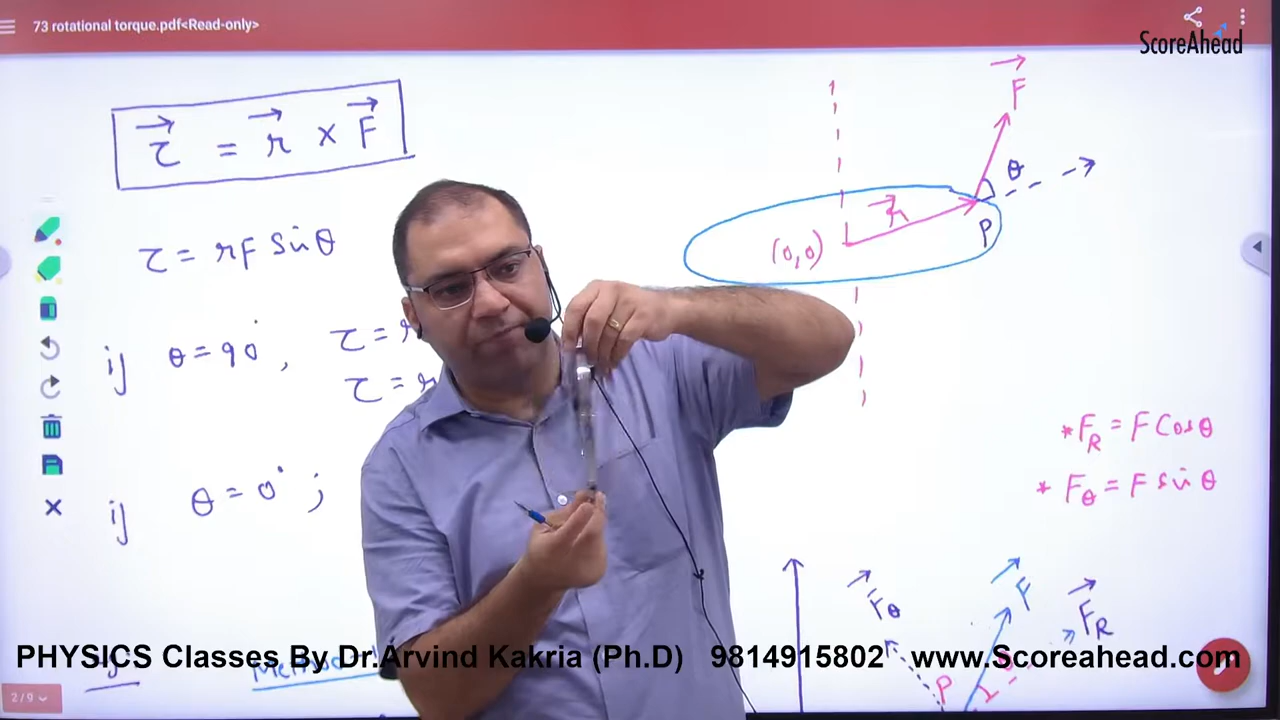 73 rotational torque.pdf<Read-only>
ScoreAhead
τ⃗ = r⃗ × F⃗
τ = rF Sinθ
if θ = 90°, τ = r
τ = r
if θ = 0° ;
F⃗
θ
r⃗
P
(0,0)
*F_R = F Cosθ
* F_θ = F sinθ
F⃗_θ
F⃗
F⃗_R
P
PHYSICS Classes By Dr.Arvind Kakria (Ph.D) 9814915802 www.Scoreahead.com
2/9